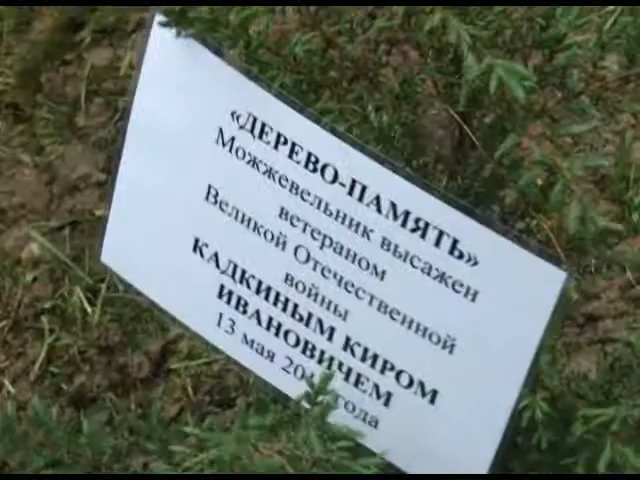 «ДЕРЕВО-ПАМЯТЬ»
Можжевельник высажен
ветераном
Великой Отечественной
войны
КАДКИНЫМ КИРОМ
ИВАНОВИЧЕМ
13 мая года